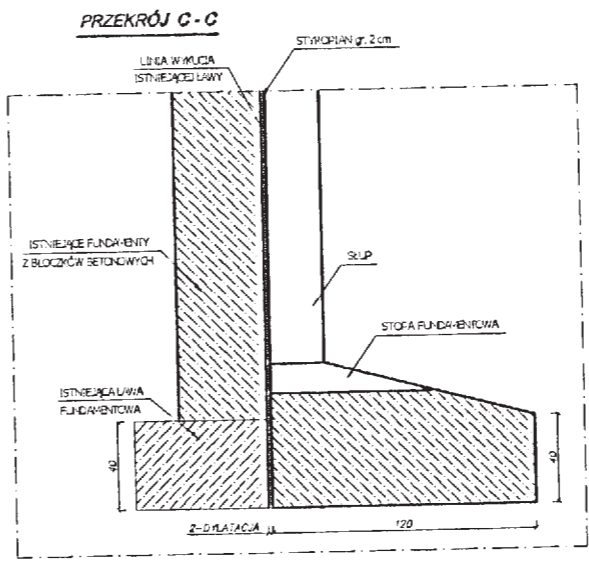 PRZEKRÓJ C-C
STYROPIAN gr. 2 cm
LINIA WYKUCIA
ISTNIEJĄCEJ ŁAWY
ISTNIEJĄCE FUNDAMENTY
Z BLOCZKÓW BETONOWYCH
SŁUP
STOPA FUNDAMENTOWA
ISTNIEJĄCA ŁAWA
FUNDAMENTOWA
40
40
2-DYLATACJA
120